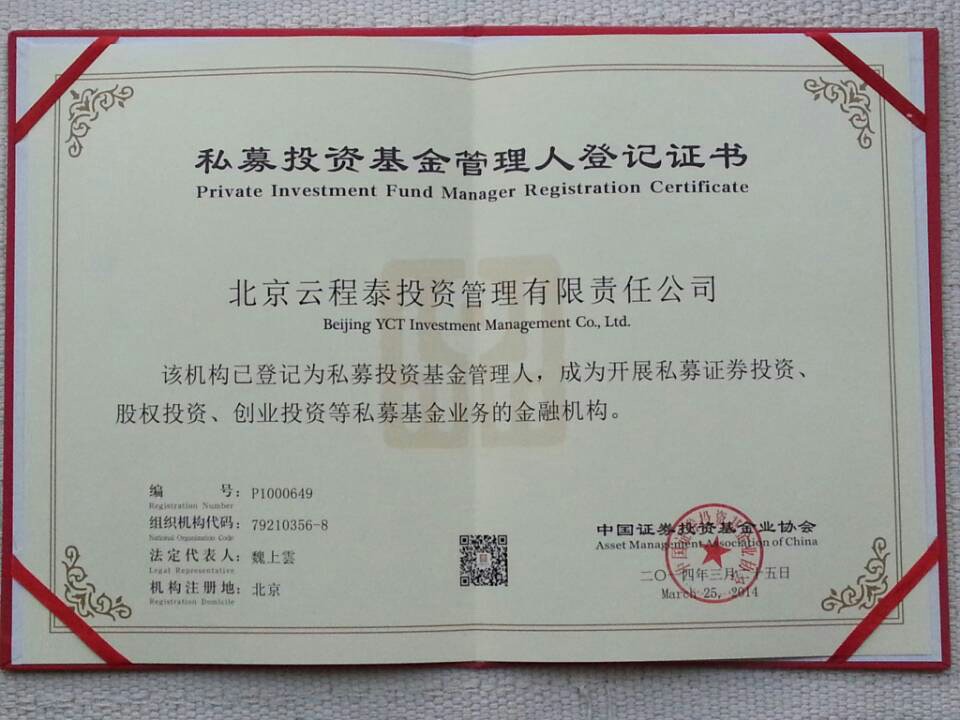 私募投资基金管理人登记证书
Private Investment Fund Manager Registration Certificate
北京云程泰投资管理有限责任公司
Beijing YCT Investment Management Co., Ltd.
该机构已登记为私募投资基金管理人，成为开展私募证券投资、
股权投资、创业投资等私募基金业务的金融机构。
编号：P1000649
Registration Number
组织机构代码：79210356-8
National Organization Code
法定代表人：魏上雲
Legal Representative
机构注册地：北京
Registration Domicile
中国证券投资基金业协会
Asset Management Association of China
二〇一四年三月二十五日
March 25, 2014